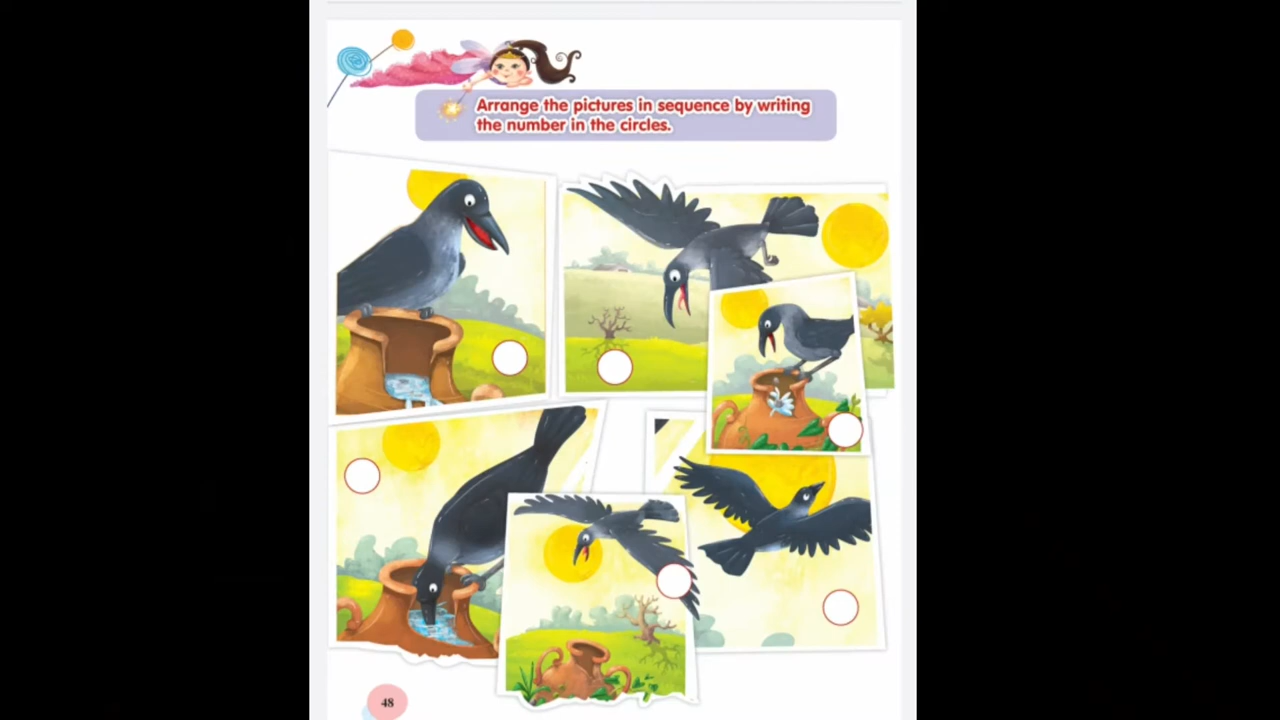 Arrange the pictures in sequence by writing
the number in the circles.
48